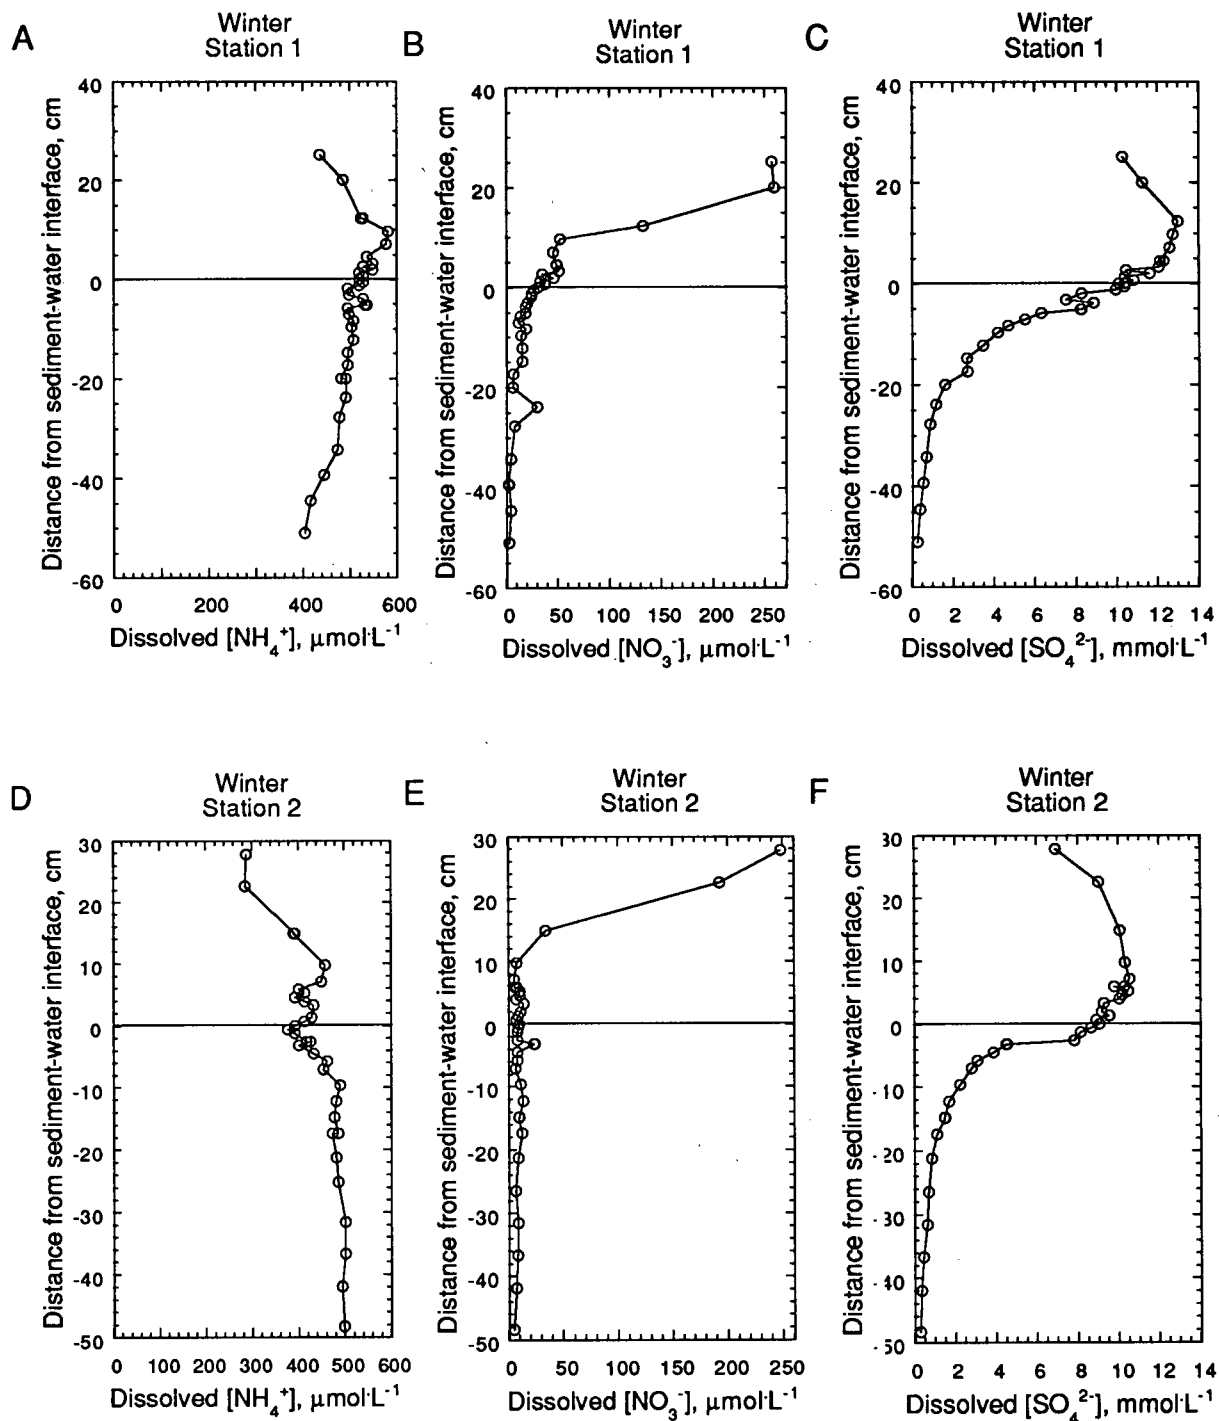 A
Winter
Station 1
Distance from sediment-water interface, cm
40
20
0
-20
-40
-60
0 200 400 600
Dissolved [NH4+], µmol·L-1
B
Winter
Station 1
Distance from sediment-water interface, cm
40
20
0
-20
-40
-60
0 50 100 150 200 250
Dissolved [NO3-], µmol·L-1
C
Winter
Station 1
Distance from sediment-water interface, cm
40
20
0
-20
-40
-60
0 2 4 6 8 10 12 14
Dissolved [SO42-], mmol·L-1
D
Winter
Station 2
Distance from sediment-water interface, cm
30
20
10
0
-10
-20
-30
-40
-50
0 100 200 300 400 500 600
Dissolved [NH4+], µmol·L-1
E
Winter
Station 2
Distance from sediment-water interface, cm
30
20
10
0
-10
-20
-30
-40
-50
0 50 100 150 200 250
Dissolved [NO3-], µmol·L-1
F
Winter
Station 2
Distance from sediment-water interface, cm
30
20
10
0
-10
-20
-30
-40
-50
0 2 4 6 8 10 12 14
Dissolved [SO42-], mmol·L-1